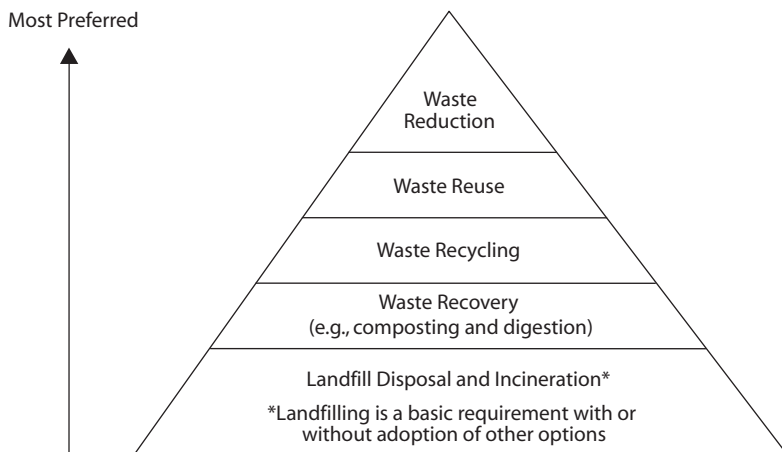 Most Preferred
Waste
Reduction
Waste Reuse
Waste Recycling
Waste Recovery
(e.g., composting and digestion)
Landfill Disposal and Incineration*
*Landfilling is a basic requirement with or
without adoption of other options